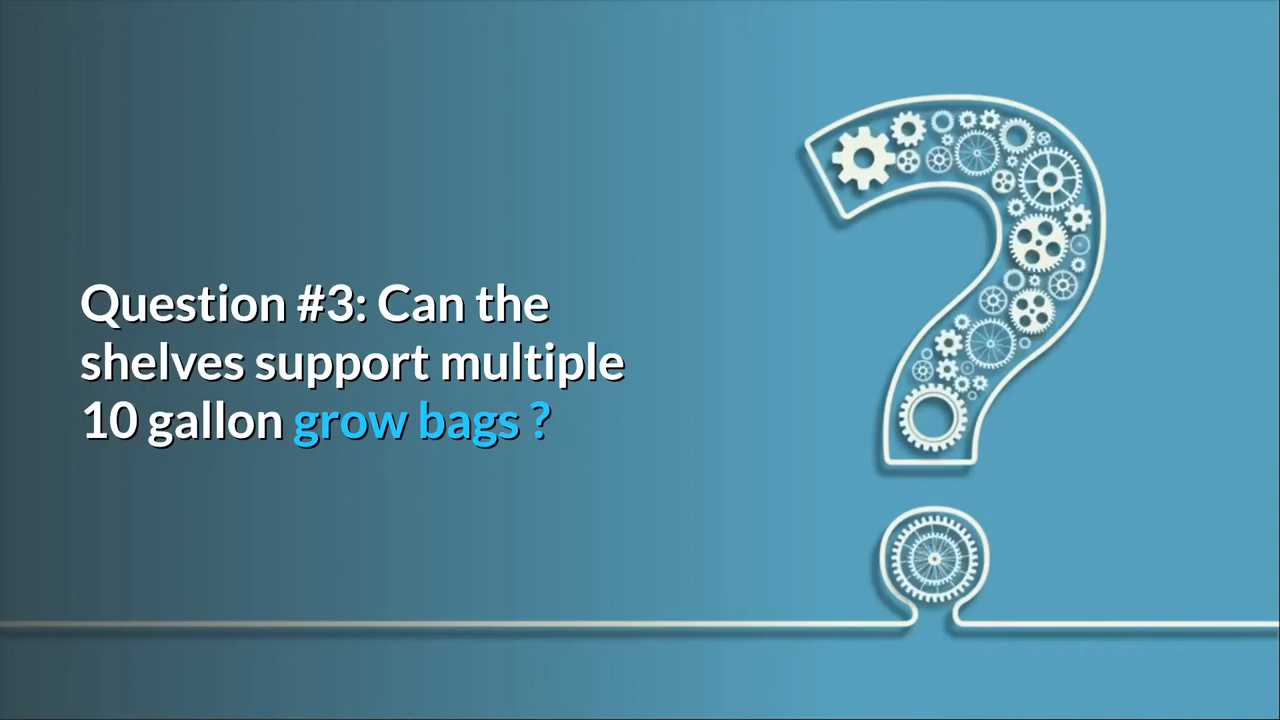 Question #3: Can the
shelves support multiple
10 gallon grow bags ?